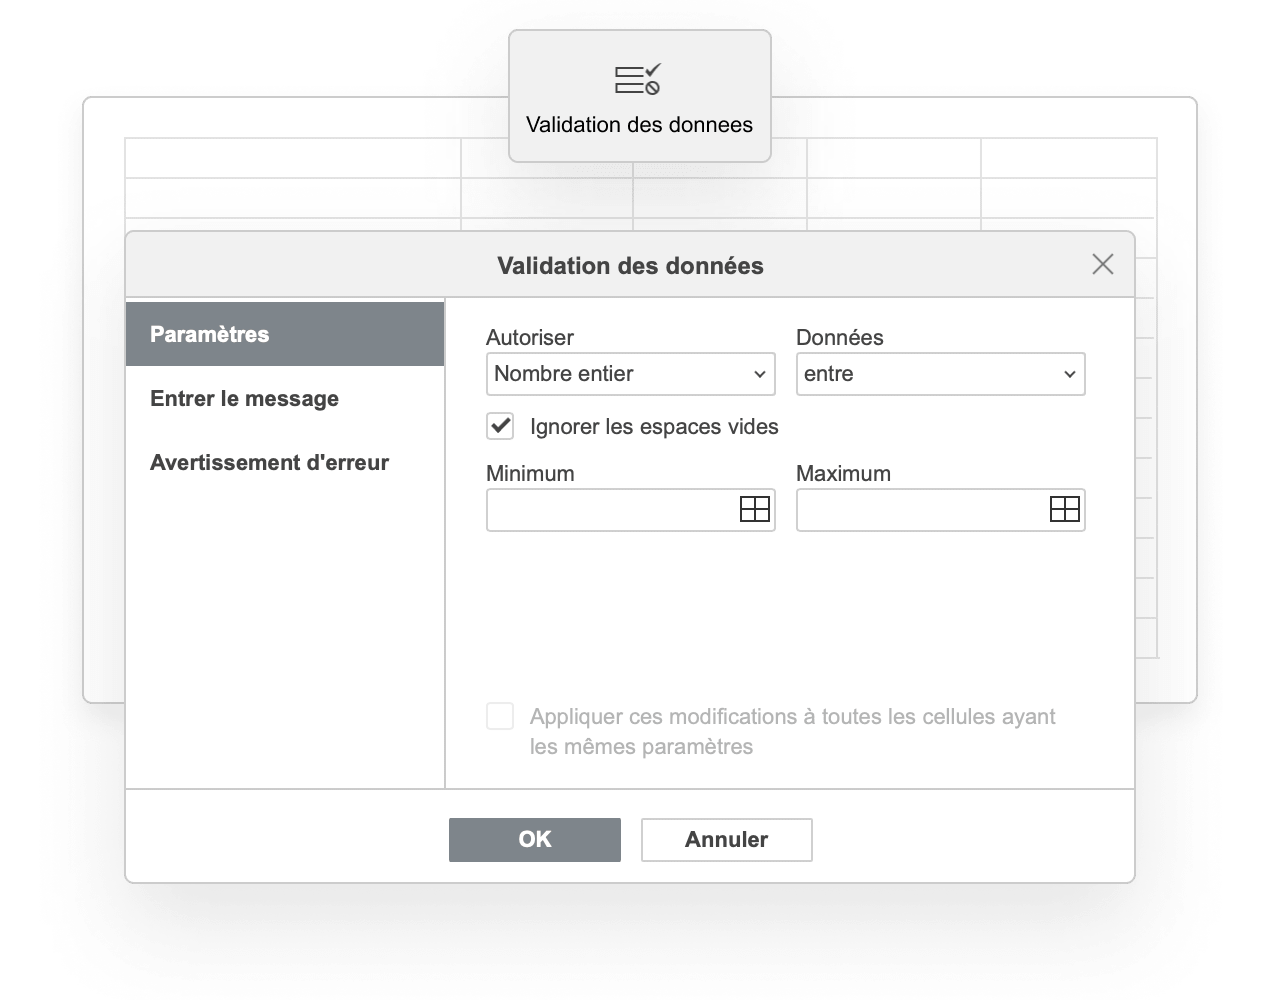 Validation des donnees
Validation des données
Paramètres
Entrer le message
Avertissement d'erreur
Autoriser
Données
Nombre entier
entre
Ignorer les espaces vides
Minimum
Maximum
Appliquer ces modifications à toutes les cellules ayant
les mêmes paramètres
OK
Annuler